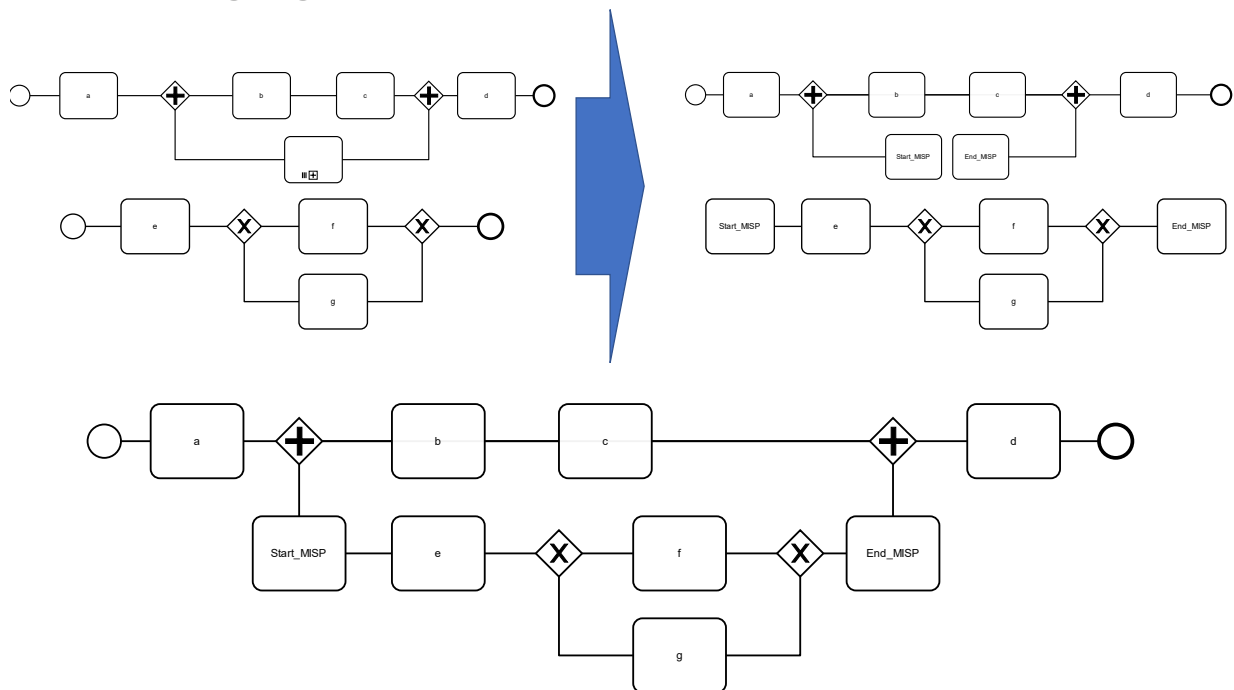 a
b
c
d
e
f
g
a
b
c
d
Start_MISP
End_MISP
Start_MISP
e
f
End_MISP
g
a
b
c
d
Start_MISP
e
f
End_MISP
g